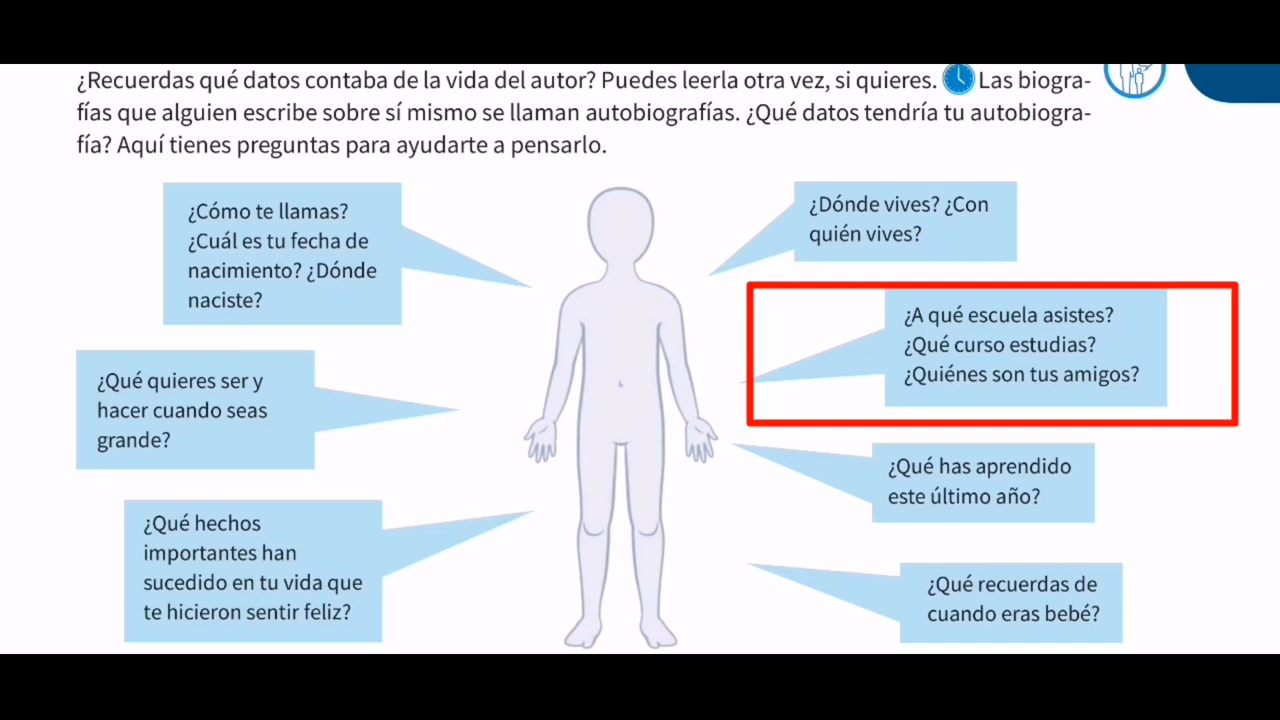 ¿Recuerdas qué datos contaba de la vida del autor? Puedes leerla otra vez, si quieres. Las biogra-
fías que alguien escribe sobre sí mismo se llaman autobiografías. ¿Qué datos tendría tu autobiogra-
fía? Aquí tienes preguntas para ayudarte a pensarlo.
¿Cómo te llamas?
¿Cuál es tu fecha de
nacimiento? ¿Dónde
naciste?
¿Dónde vives? ¿Con
quién vives?
¿A qué escuela asistes?
¿Qué curso estudias?
¿Quiénes son tus amigos?
¿Qué quieres ser y
hacer cuando seas
grande?
¿Qué has aprendido
este último año?
¿Qué hechos
importantes han
sucedido en tu vida que
te hicieron sentir feliz?
¿Qué recuerdas de
cuando eras bebé?